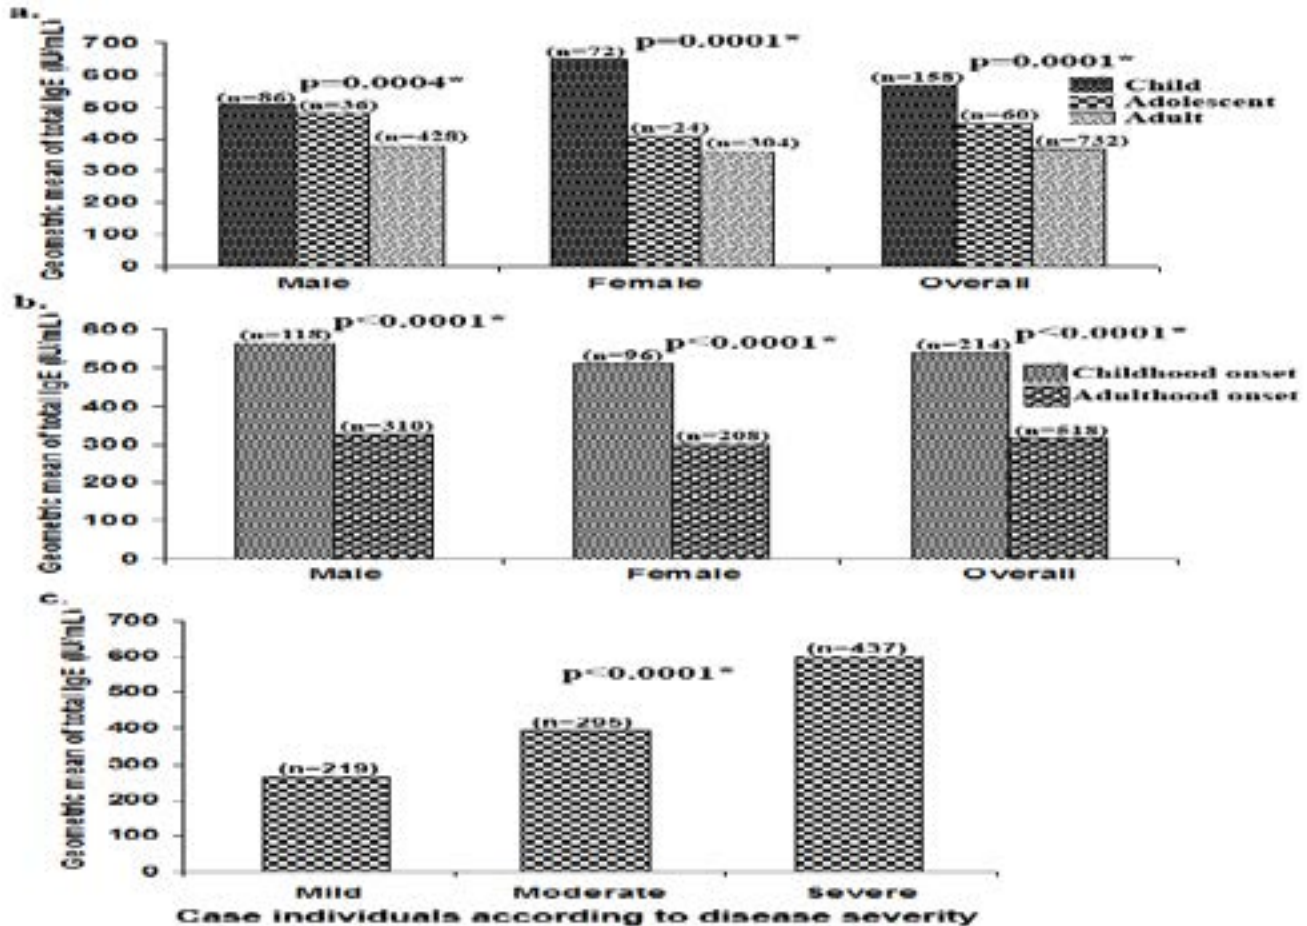 a.
Geometric mean of total IgE (IU/mL)
700
600
500
400
300
200
100
0
(n=86)
(n=36)
(n=428)
p=0.0004*
(n=72)
(n=24)
(n=304)
p=0.0001*
(n=158)
(n=60)
(n=732)
p=0.0001*
Child
Adolescent
Adult
Male
Female
Overall
b.
Geometric mean of total IgE (IU/mL)
600
500
400
300
200
100
0
(n=118)
(n=310)
p<0.0001*
(n=96)
(n=208)
p<0.0001*
(n=214)
(n=518)
p<0.0001*
Childhood onset
Adulthood onset
Male
Female
Overall
c.
Geometric mean of total IgE (IU/mL)
700
600
500
400
300
200
100
0
(n=219)
(n=295)
(n=437)
p<0.0001*
Mild
Moderate
Severe
Case individuals according to disease severity